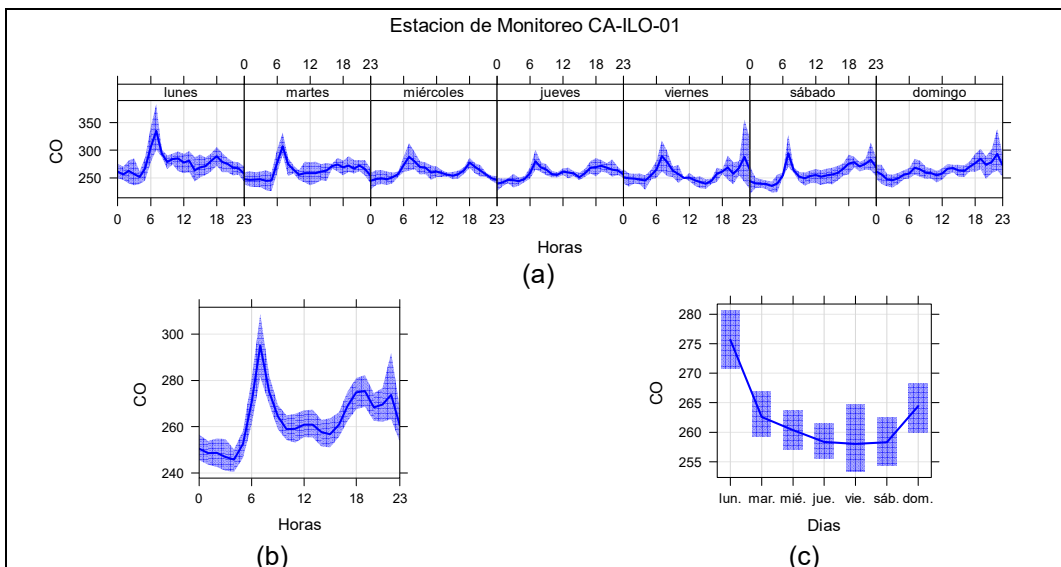 Estacion de Monitoreo CA-ILO-01
0 6 12 18 23 0 6 12 18 23 0 6 12 18 23
lunes martes miércoles jueves viernes sábado domingo
350
300
250
CO
0 6 12 18 23 0 6 12 18 23 0 6 12 18 23 0 6 12 18 23
Horas
(a)
300
280
260
240
CO
0 6 12 18 23
Horas
(b)
280
275
270
265
260
255
CO
lun. mar. mié. jue. vie. sáb. dom.
Dias
(c)